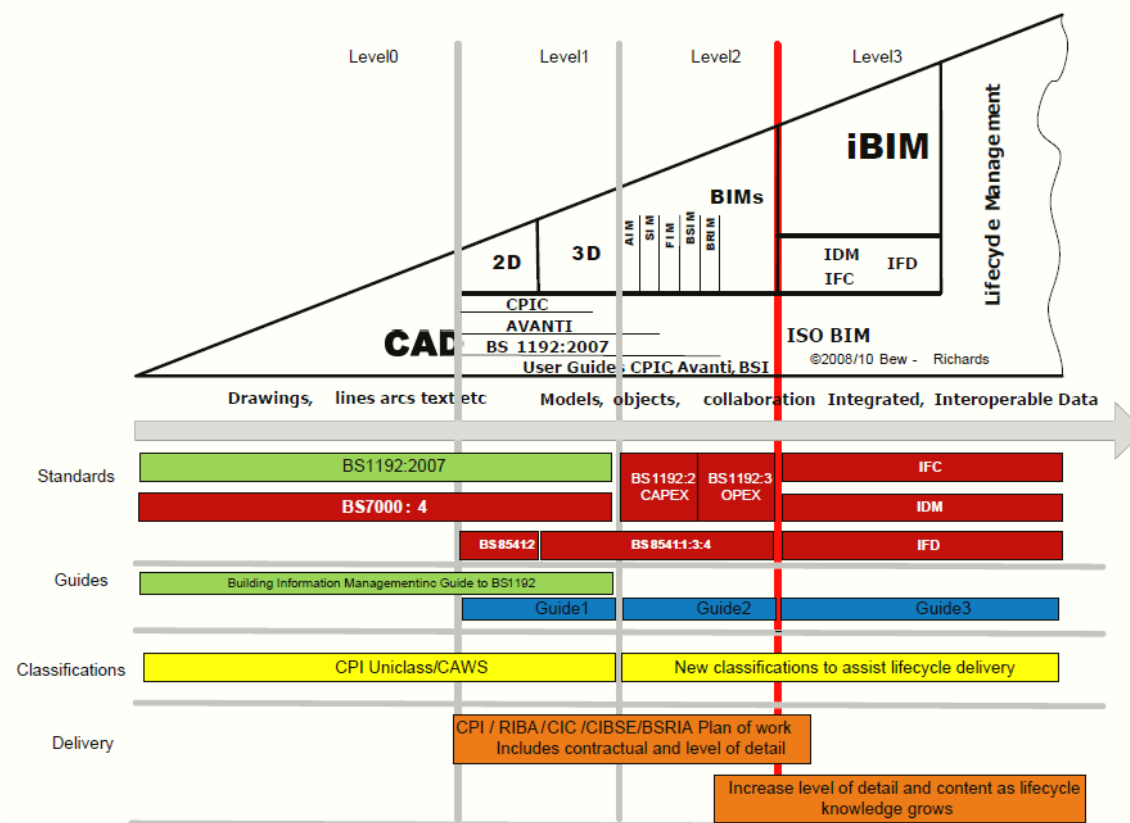 Level0
Level1
Level2
Level3
iBIM
BIMs
AIM
SIM
FIM
BSIM
BRIM
2D
3D
IDM
IFD
IFC
Lifecycle Management
CPIC
AVANTI
CAD
BS 1192:2007
ISO BIM
User Guides CPIC, Avanti, BSI
©2008/10 Bew - Richards
Drawings, lines arcs text etc
Models, objects, collaboration
Integrated, Interoperable Data
Standards
BS1192:2007
BS7000 : 4
BS1192:2
CAPEX
BS1192:3
OPEX
IFC
IDM
BS8541:2
BS8541:1:3:4
IFD
Guides
Building Information Managementinc Guide to BS1192
Guide1
Guide2
Guide3
Classifications
CPI Uniclass/CAWS
New classifications to assist lifecycle delivery
Delivery
CPI / RIBA /CIC /CIBSE/BSRIA Plan of work
Includes contractual and level of detail
Increase level of detail and content as lifecycle
knowledge grows